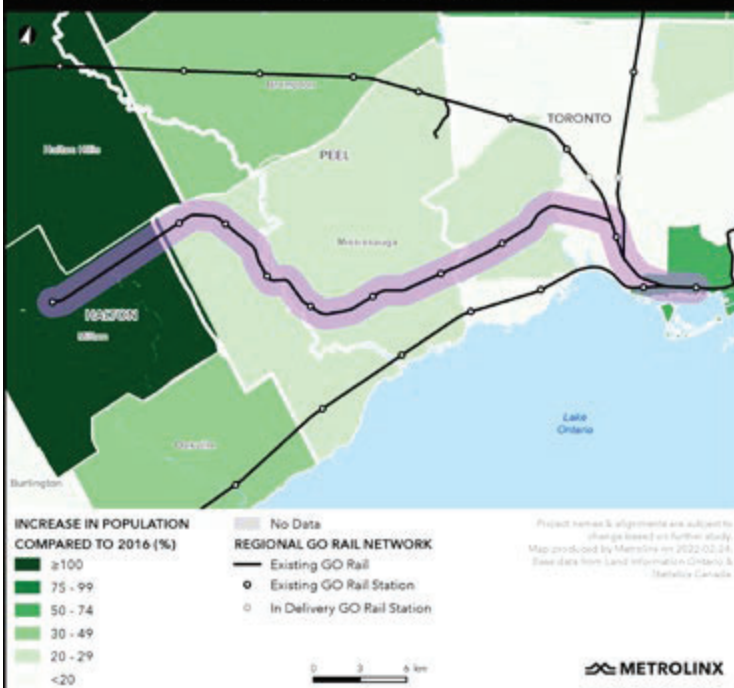 Brampton
TORONTO
Halton Hills
PEEL
Mississauga
HALTON
Milton
Lake
Ontario
Oakville
Burlington
INCREASE IN POPULATION
COMPARED TO 2016 (%)
≥100
75 - 99
50 - 74
30 - 49
20 - 29
<20
No Data
REGIONAL GO RAIL NETWORK
Existing GO Rail
Existing GO Rail Station
In Delivery GO Rail Station
0 3 6 km
Project names & alignments are subject to
change based on further study.
Map produced by Metrolinx on 2022-02-24.
Base data from Land Information Ontario &
Statistics Canada.
METROLINX